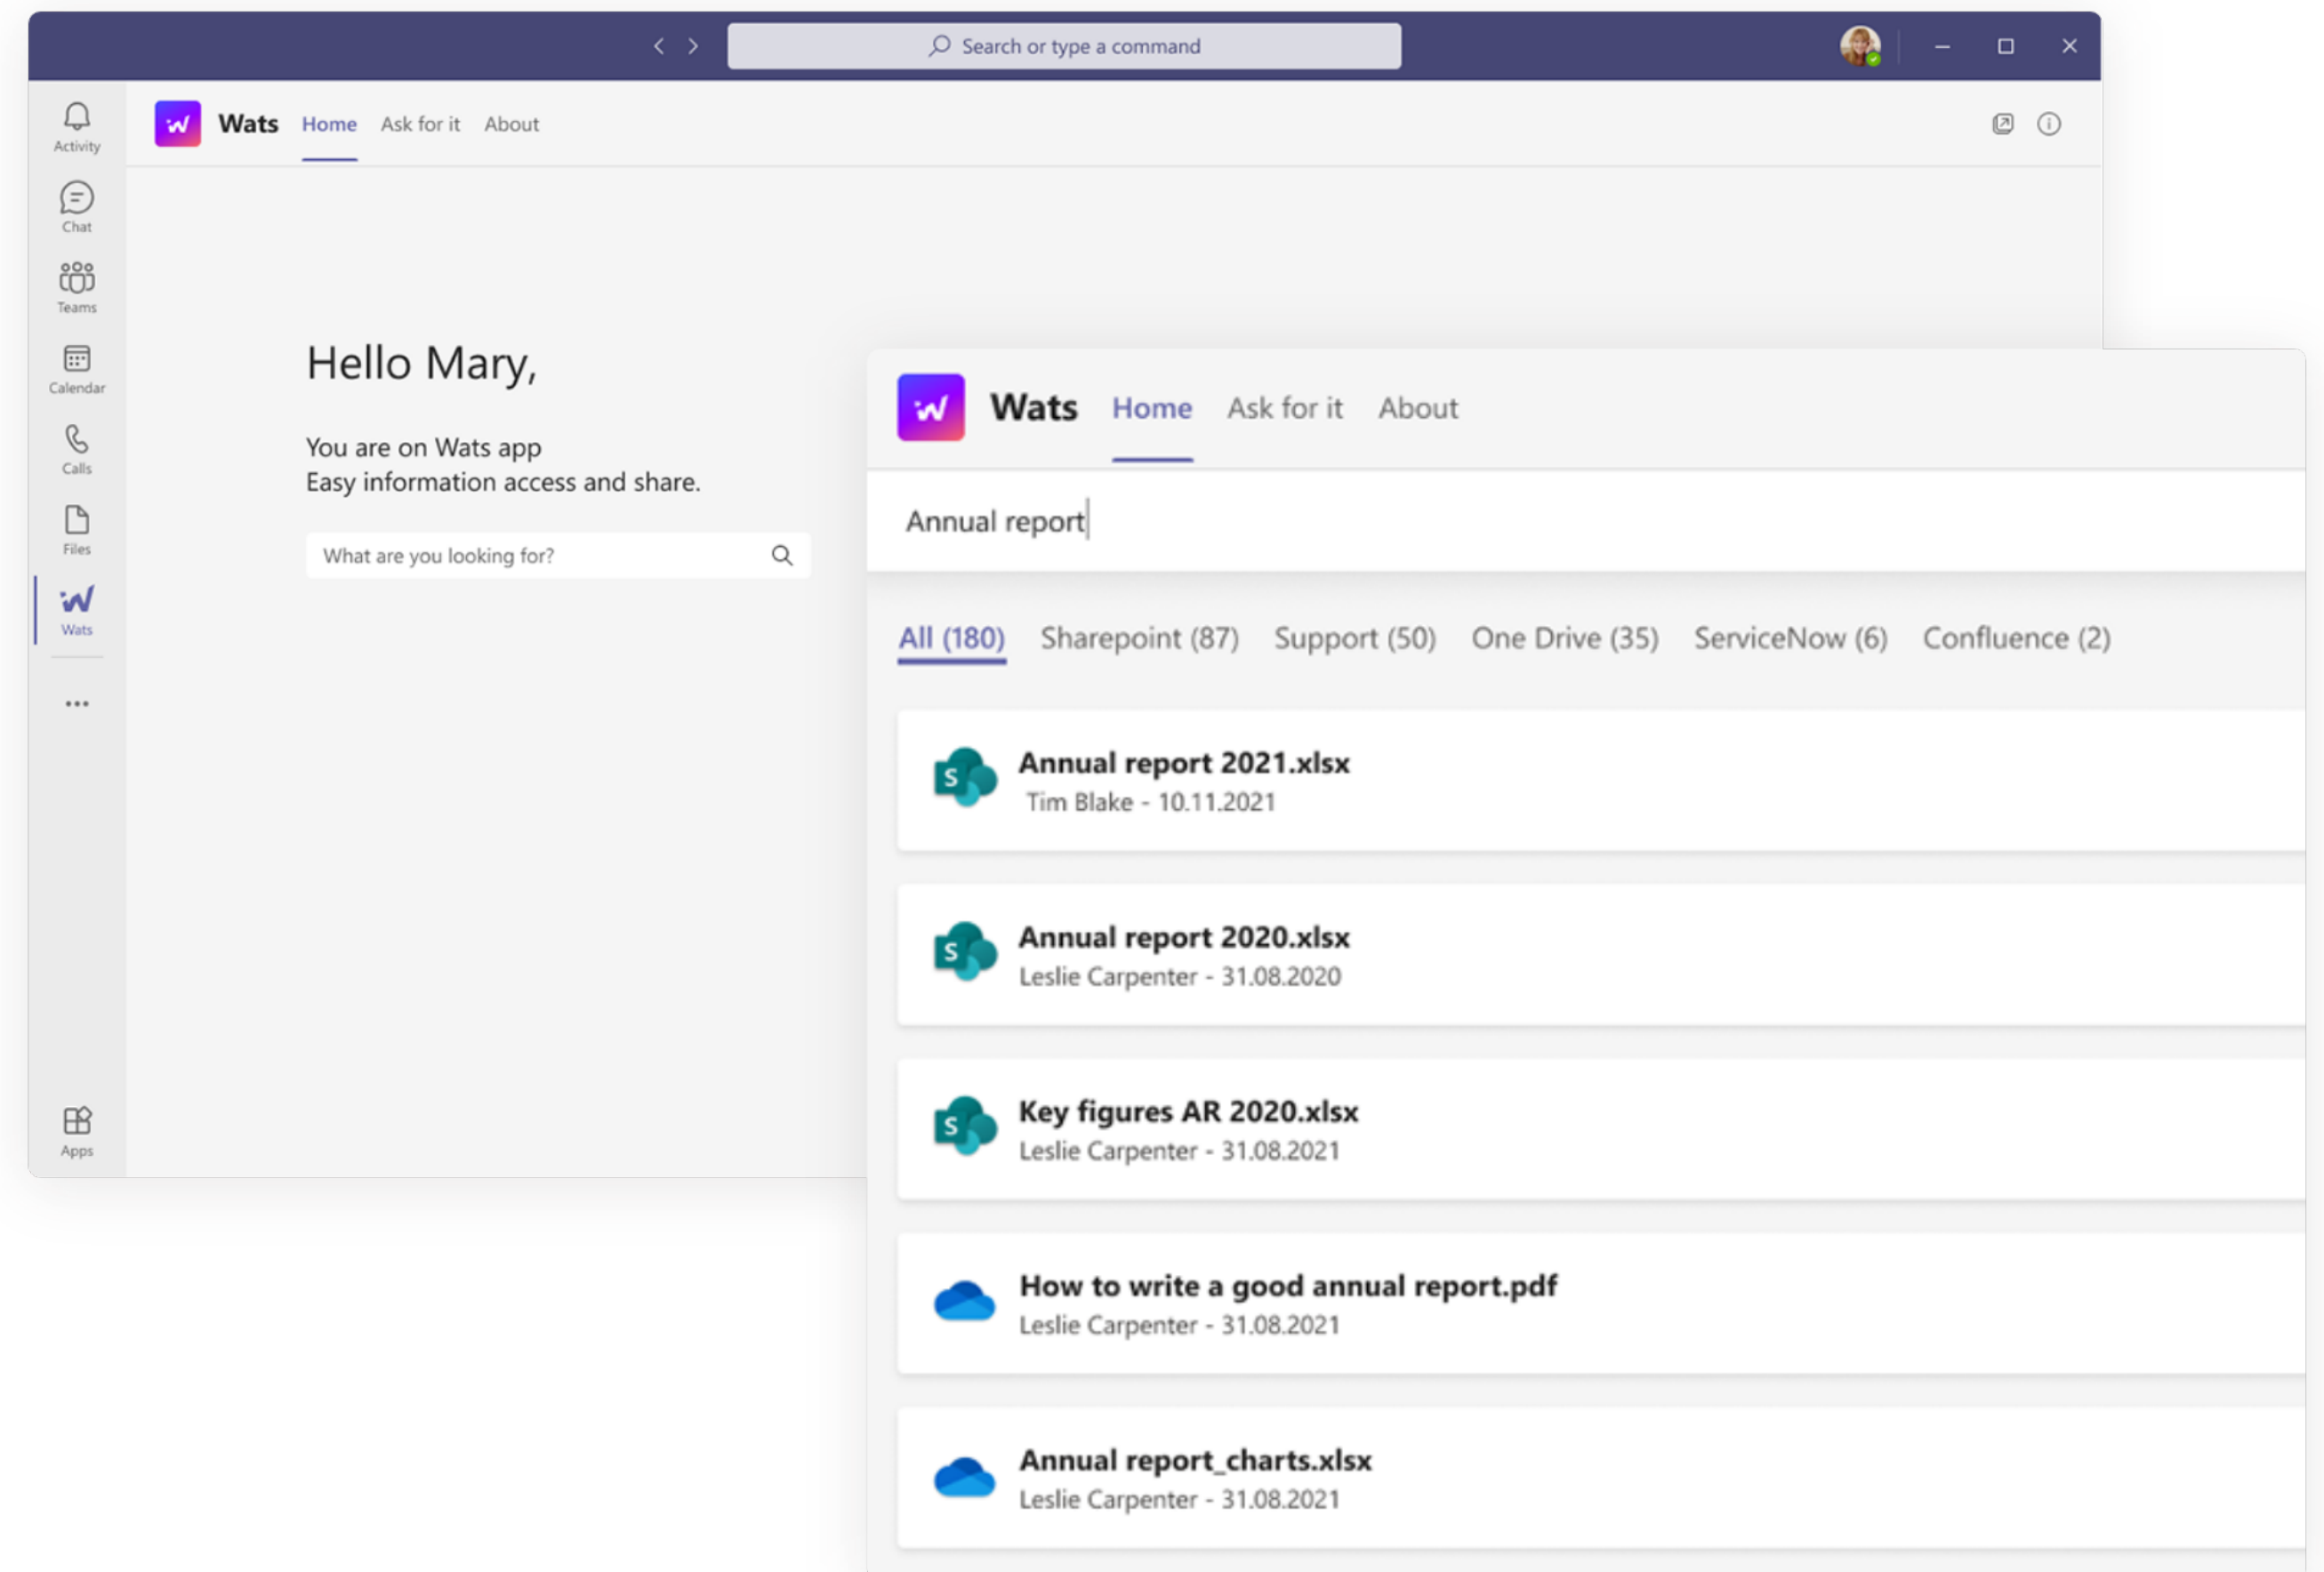 Search or type a command
Wats Home Ask for it About
Activity
Chat
Teams
Calendar
Calls
Files
Wats
Apps
Hello Mary,
You are on Wats app
Easy information access and share.
What are you looking for?
Wats Home Ask for it About
Annual report
All (180) Sharepoint (87) Support (50) One Drive (35) ServiceNow (6) Confluence (2)
S
Annual report 2021.xlsx
Tim Blake - 10.11.2021
S
Annual report 2020.xlsx
Leslie Carpenter - 31.08.2020
S
Key figures AR 2020.xlsx
Leslie Carpenter - 31.08.2021
How to write a good annual report.pdf
Leslie Carpenter - 31.08.2021
Annual report_charts.xlsx
Leslie Carpenter - 31.08.2021